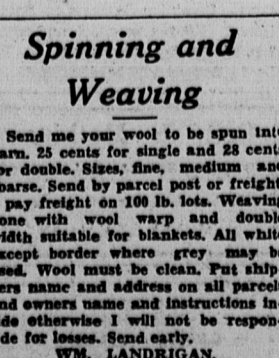 Spinning and
Weaving
Send me your wool to be spun int
arn. 25 cents for single and 28 cent
or double. Sizes, fine, medium an
oarse. Send by parcel post or freigh
pay freight on 100 lb. lots. Weavin
one with wool warp and doubl
idth suitable for blankets. All whit
xcept border where grey may b
sed. Wool must be clean. Put ship
ers name and address on all parcel
nd owners name and instructions in
de otherwise I will not be respon
de for losses. Send early.
WM. LANDRIGAN.